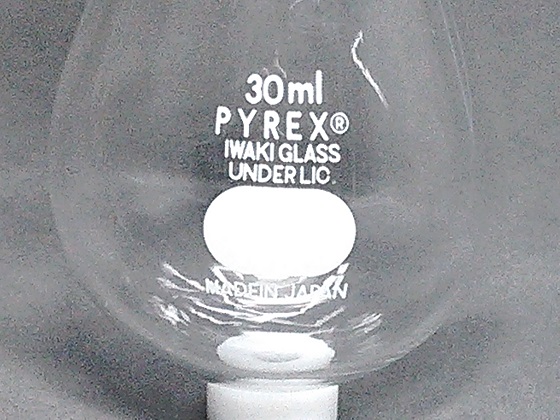 30ml
PYREX®
IWAKI GLASS
UNDER LIC.
MADE IN JAPAN